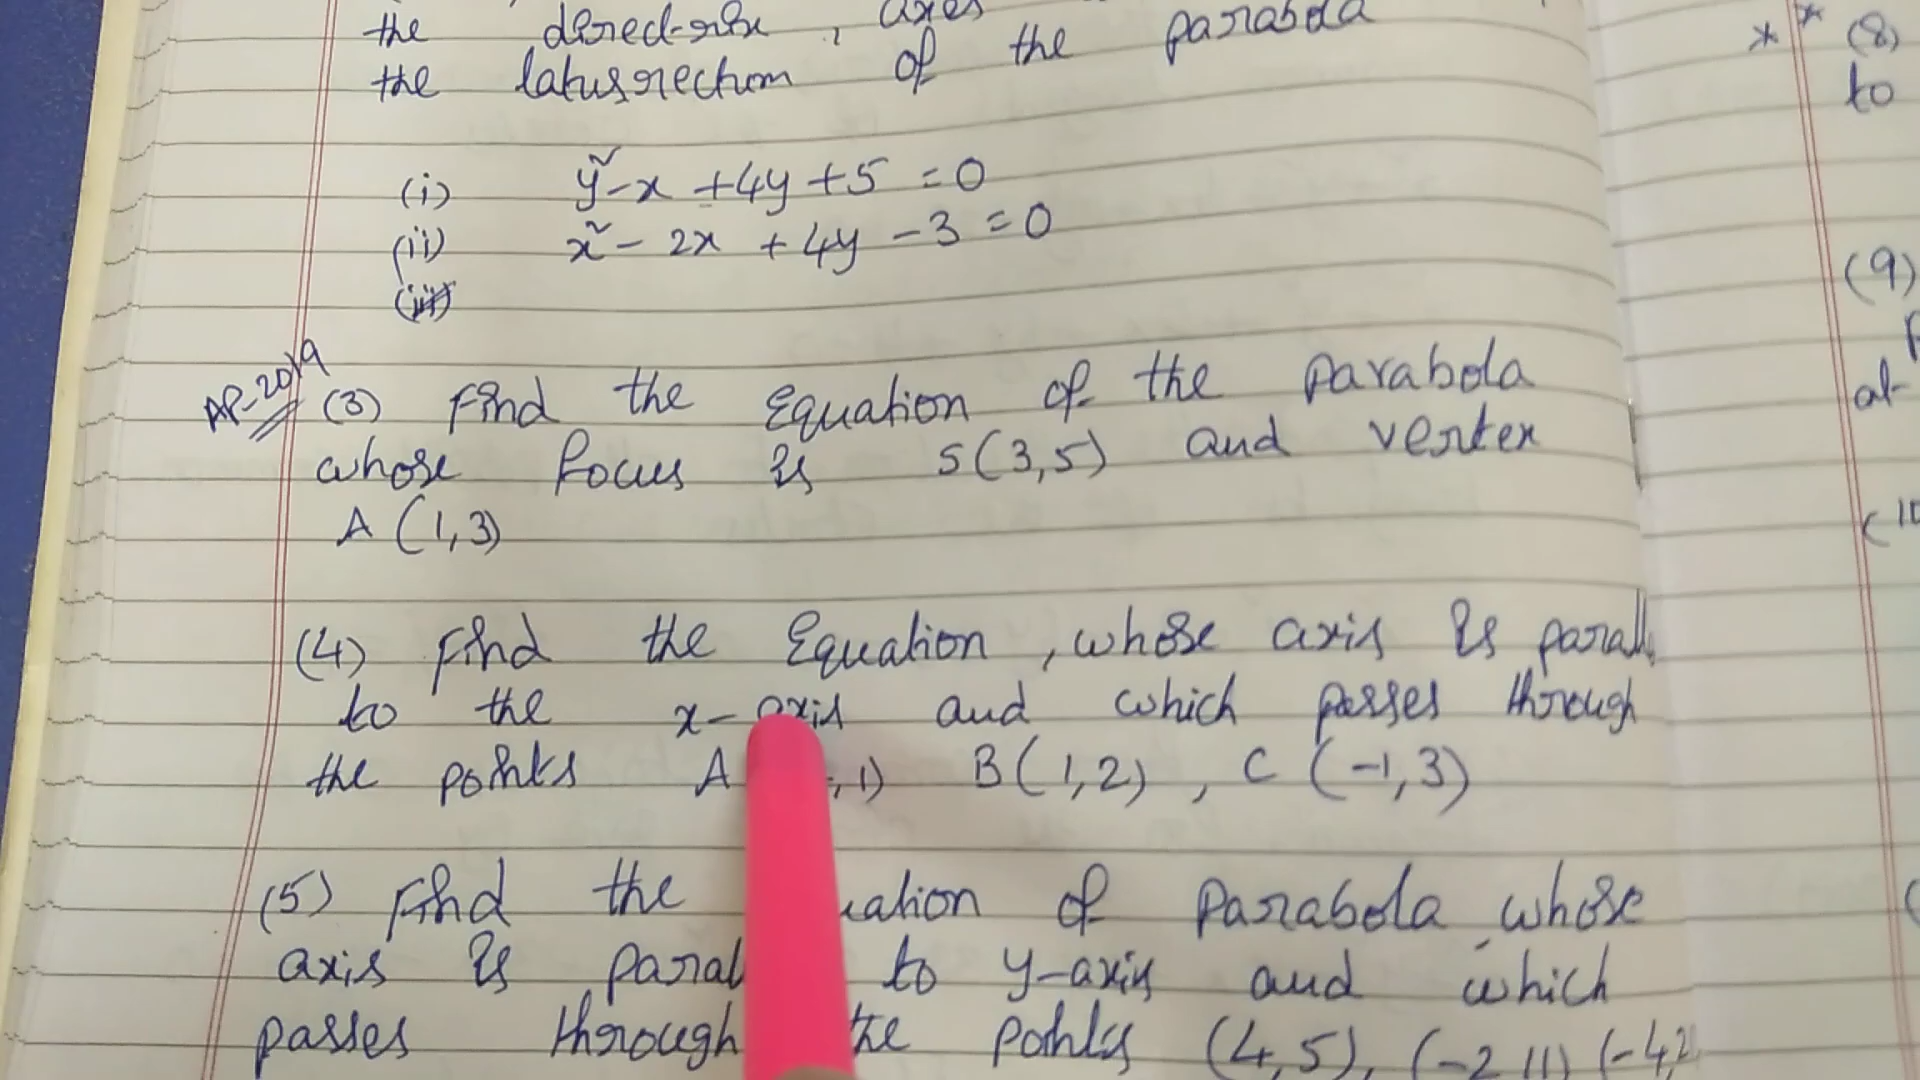 the directrix, axes
the latusrectum of the parabola
(i) y² - x + 4y + 5 = 0
(ii) x² - 2x + 4y - 3 = 0
(iii)
AP-2019 (3) Find the Equation of the parabola
whose focus is S(3,5) and vertex
A (1,3)
(4) Find the Equation, whose axis is
to the x-axis and which passes through
the points A , 1) B(1,2), C (-1,3)
(5) Find the of parabola whose
axis is to y-axis and which
passes through the points (4,5),
(8)
to
(9)